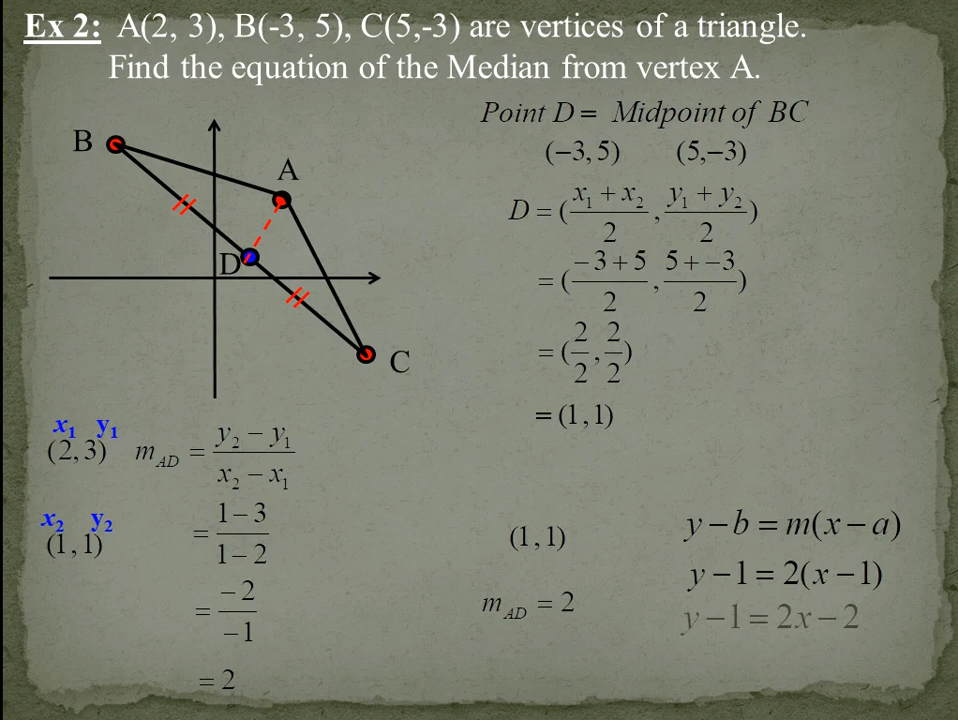 Ex 2: A(2, 3), B(-3, 5), C(5,-3) are vertices of a triangle.
Find the equation of the Median from vertex A.
B
A
D
C
Point D = Midpoint of BC
(−3, 5) (5,−3)
D = (x₁ + x₂ / 2 , y₁ + y₂ / 2)
= (−3 + 5 / 2 , 5 + −3 / 2)
= (2/2 , 2/2)
= (1 , 1)
x₁ y₁
(2, 3) m_AD = y₂ − y₁ / x₂ − x₁
x₂ y₂
(1 , 1)
= 1 − 3 / 1 − 2
= −2 / −1
= 2
(1 , 1)
m_AD = 2
y − b = m(x − a)
y − 1 = 2(x − 1)
y − 1 = 2x − 2